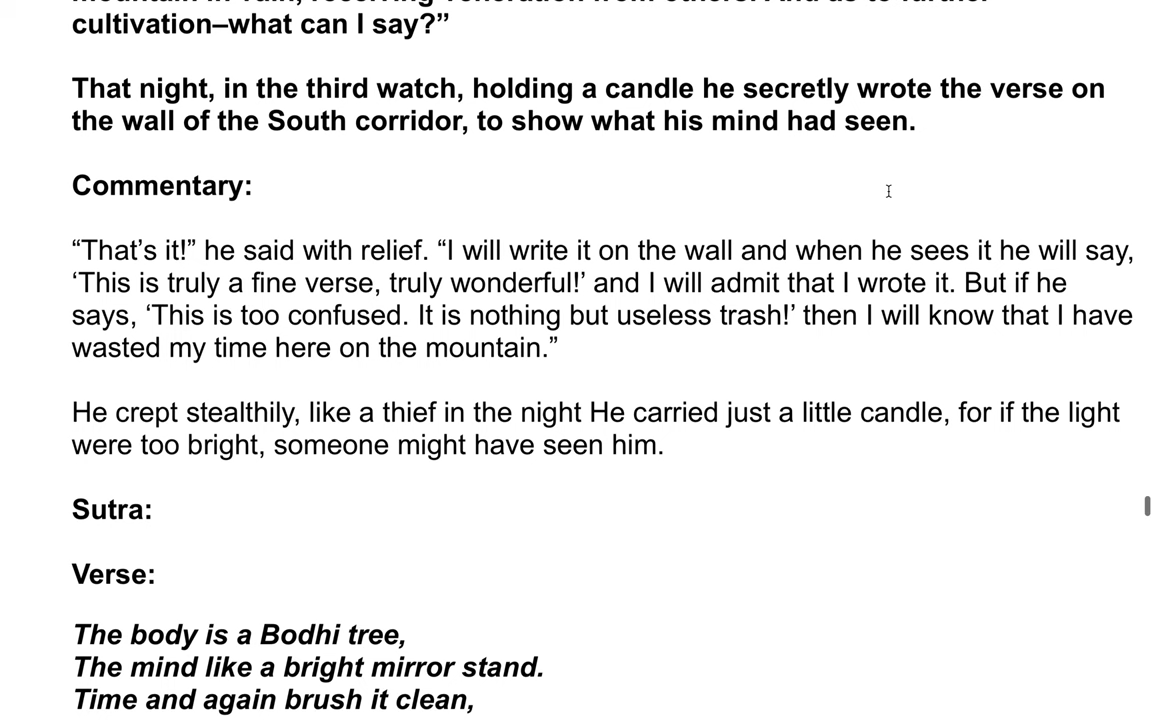 cultivation–what can I say?”
That night, in the third watch, holding a candle he secretly wrote the verse on
the wall of the South corridor, to show what his mind had seen.
Commentary:
“That’s it!” he said with relief. “I will write it on the wall and when he sees it he will say,
‘This is truly a fine verse, truly wonderful!’ and I will admit that I wrote it. But if he
says, ‘This is too confused. It is nothing but useless trash!’ then I will know that I have
wasted my time here on the mountain.”
He crept stealthily, like a thief in the night He carried just a little candle, for if the light
were too bright, someone might have seen him.
Sutra:
Verse:
The body is a Bodhi tree,
The mind like a bright mirror stand.
Time and again brush it clean,